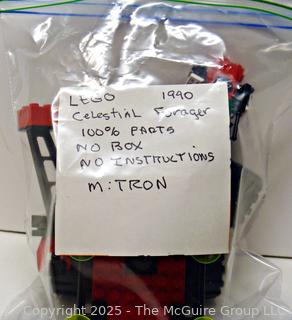 LEGO 1990
Celestial Forager
100% PARTS
NO BOX
NO INSTRUCTIONS
M:TRON
Copyright 2025 - The McGuire Group LLC